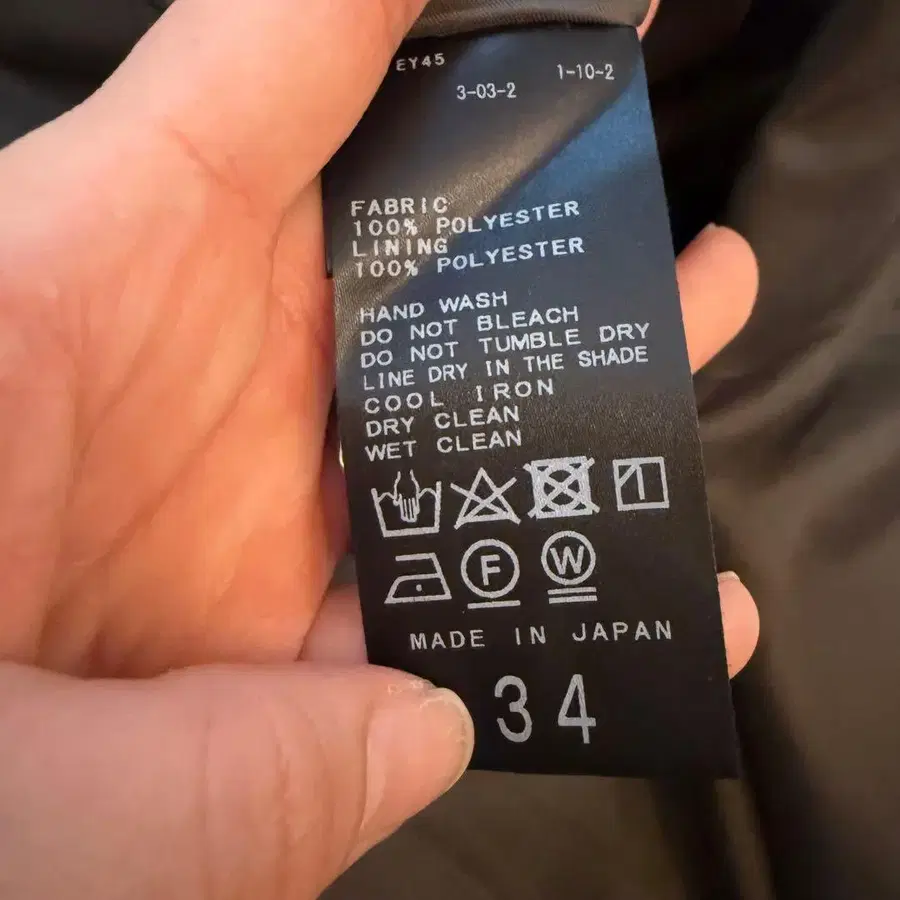 EY45
3-03-2 1-10-2
FABRIC
100% POLYESTER
LINING
100% POLYESTER
HAND WASH
DO NOT BLEACH
DO NOT TUMBLE DRY
LINE DRY IN THE SHADE
COOL IRON
DRY CLEAN
WET CLEAN
F W
MADE IN JAPAN
34